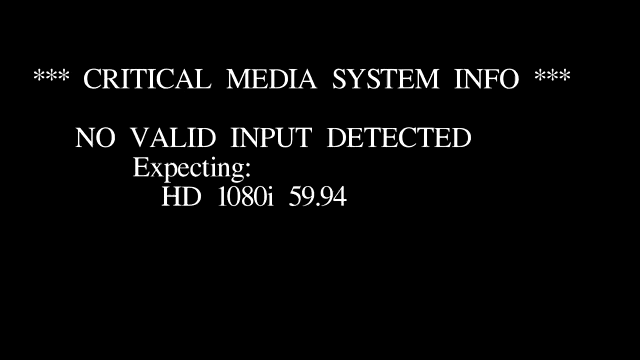 *** CRITICAL MEDIA SYSTEM INFO ***
NO VALID INPUT DETECTED
Expecting:
HD 1080i 59.94